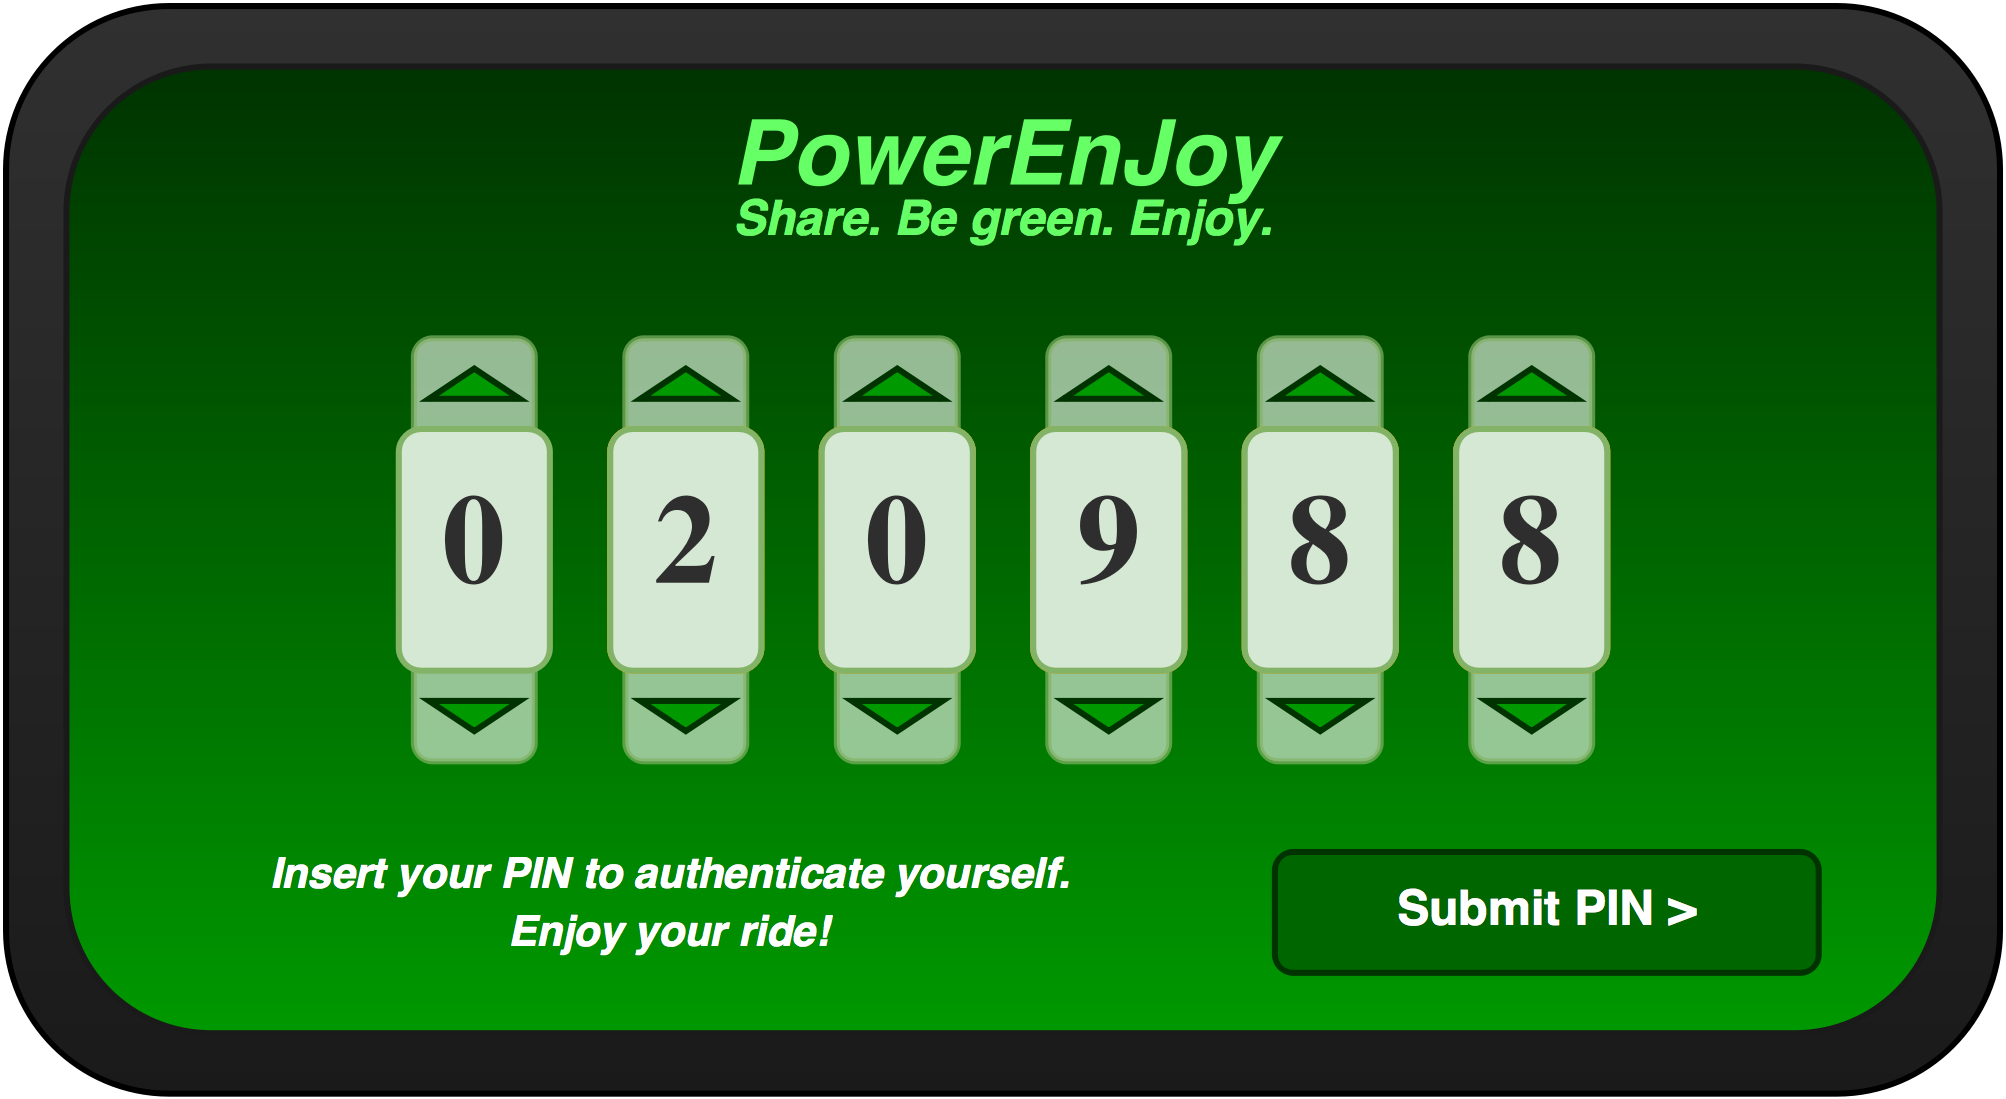 PowerEnJoy
Share. Be green. Enjoy.
0 2 0 9 8 8
Insert your PIN to authenticate yourself.
Enjoy your ride!
Submit PIN >